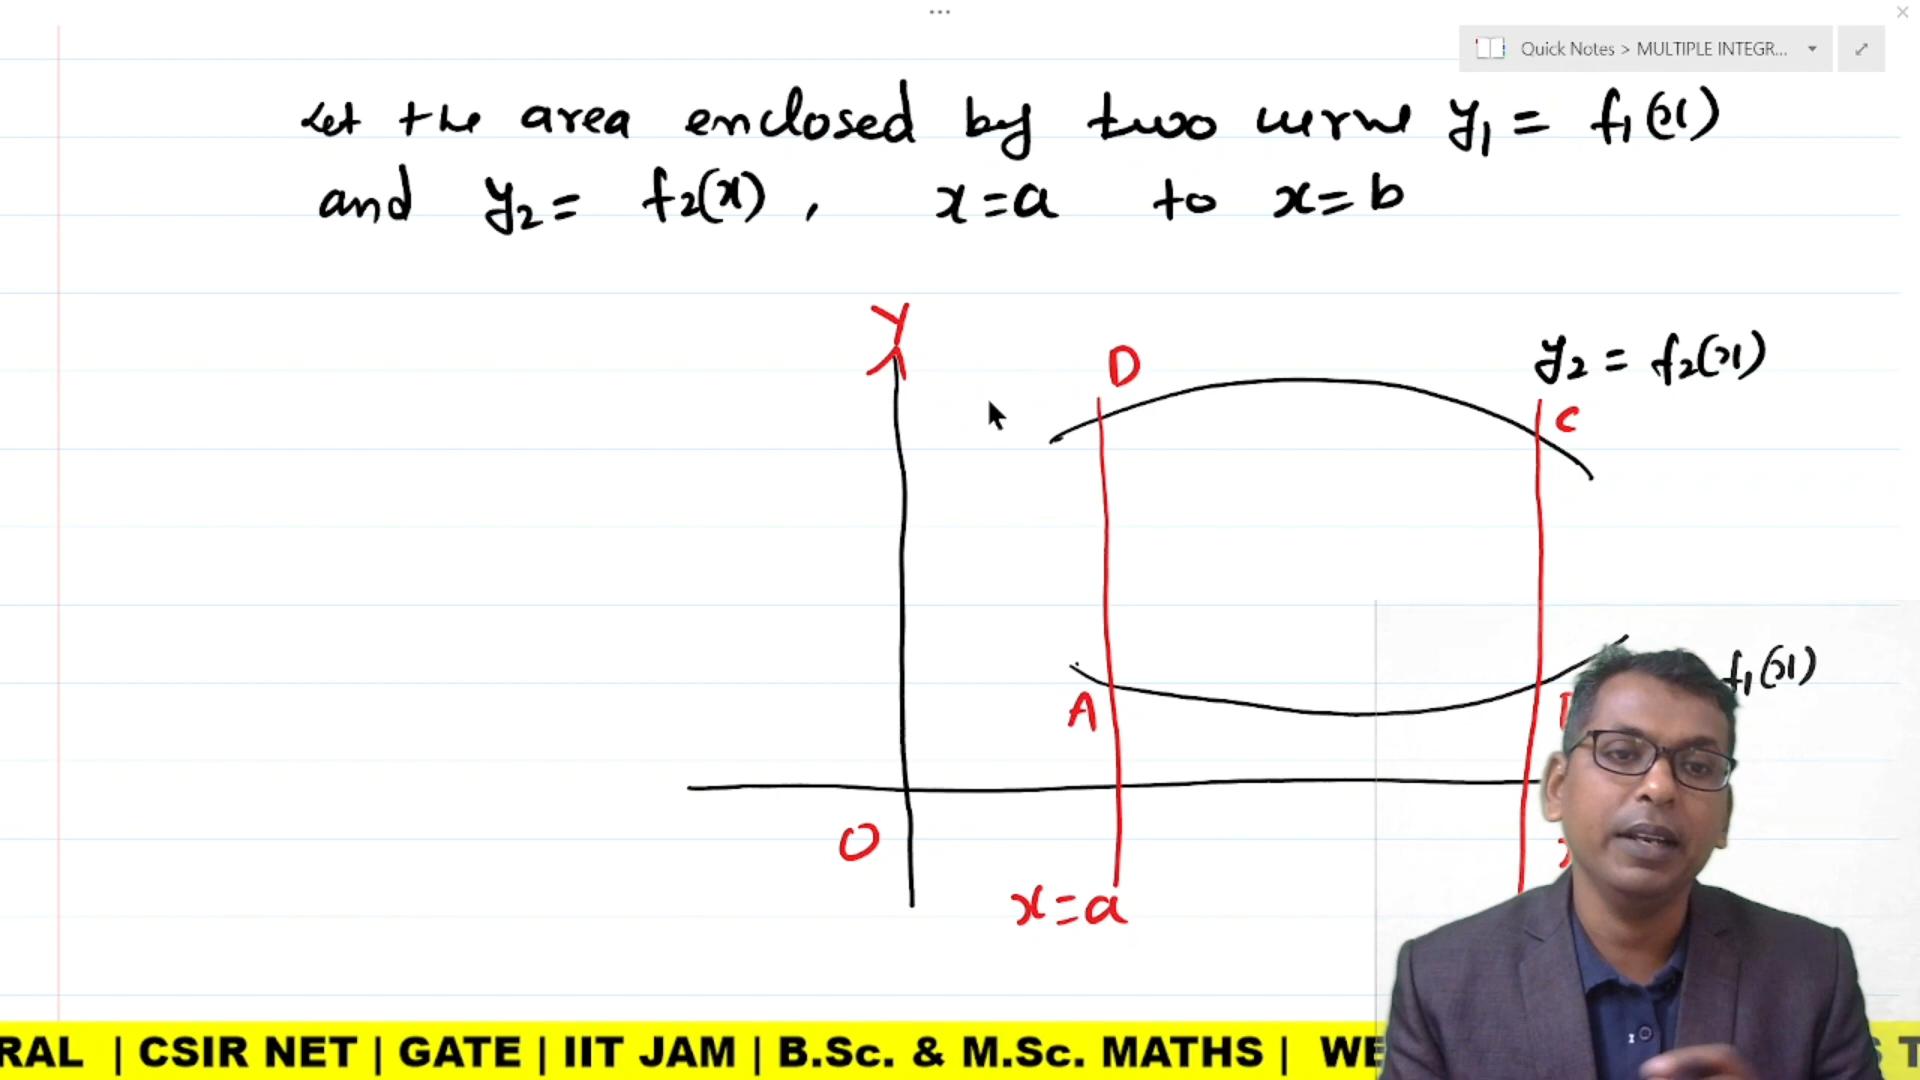 Quick Notes > MULTIPLE INTEGR...
Let the area enclosed by two curve y₁ = f₁(x)
and y₂ = f₂(x), x=a to x=b
Y
D
y₂ = f₂(x)
C
f₁(x)
A
O
x=a
RAL | CSIR NET | GATE | IIT JAM | B.Sc. & M.Sc. MATHS | WE